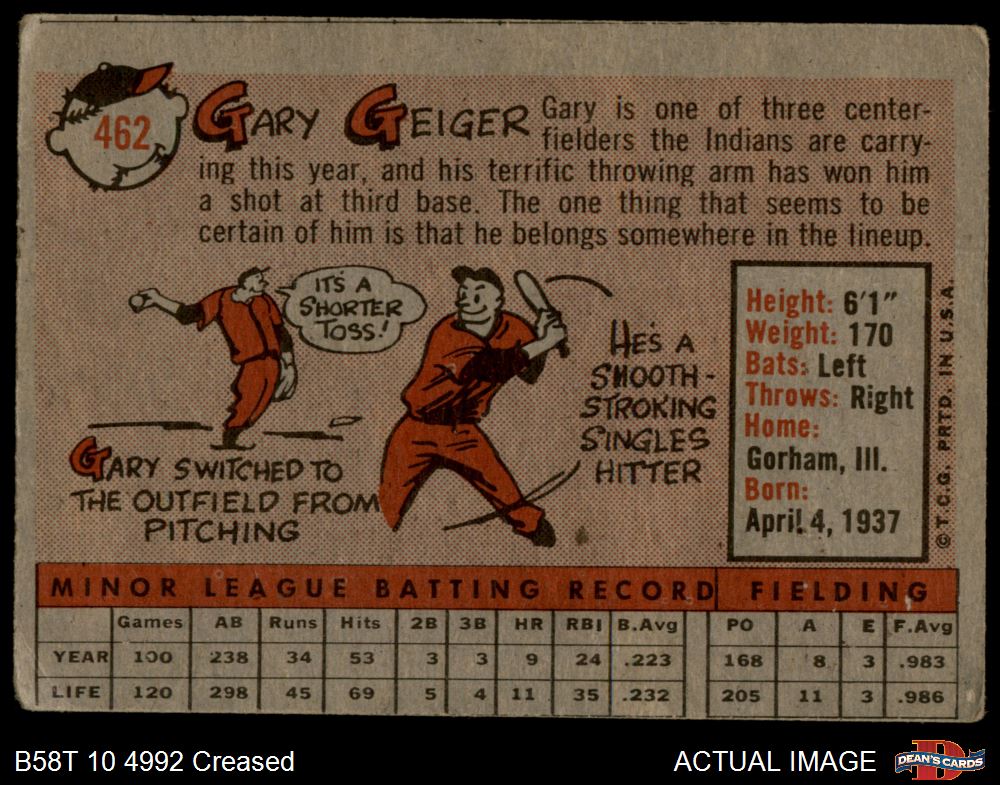 462
GARY GEIGER
Gary is one of three center-
fielders the Indians are carry-
ing this year, and his terrific throwing arm has won him
a shot at third base. The one thing that seems to be
certain of him is that he belongs somewhere in the lineup.
IT'S A
SHORTER
TOSS!
GARY SWITCHED TO
THE OUTFIELD FROM
PITCHING
HE'S A
SMOOTH-
STROKING
SINGLES
HITTER
Height: 6'1"
Weight: 170
Bats: Left
Throws: Right
Home:
Gorham, Ill.
Born:
April 4, 1937
© T.C.G. PRTD. IN U.S.A.
MINOR LEAGUE BATTING RECORD FIELDING
Games AB Runs Hits 2B 3B HR RBI B.Avg PO A E F.Avg
YEAR 100 238 34 53 3 3 9 24 .223 168 8 3 .983
LIFE 120 298 45 69 5 4 11 35 .232 205 11 3 .986
B58T 10 4992 Creased
ACTUAL IMAGE
D
DEAN'S CARDS